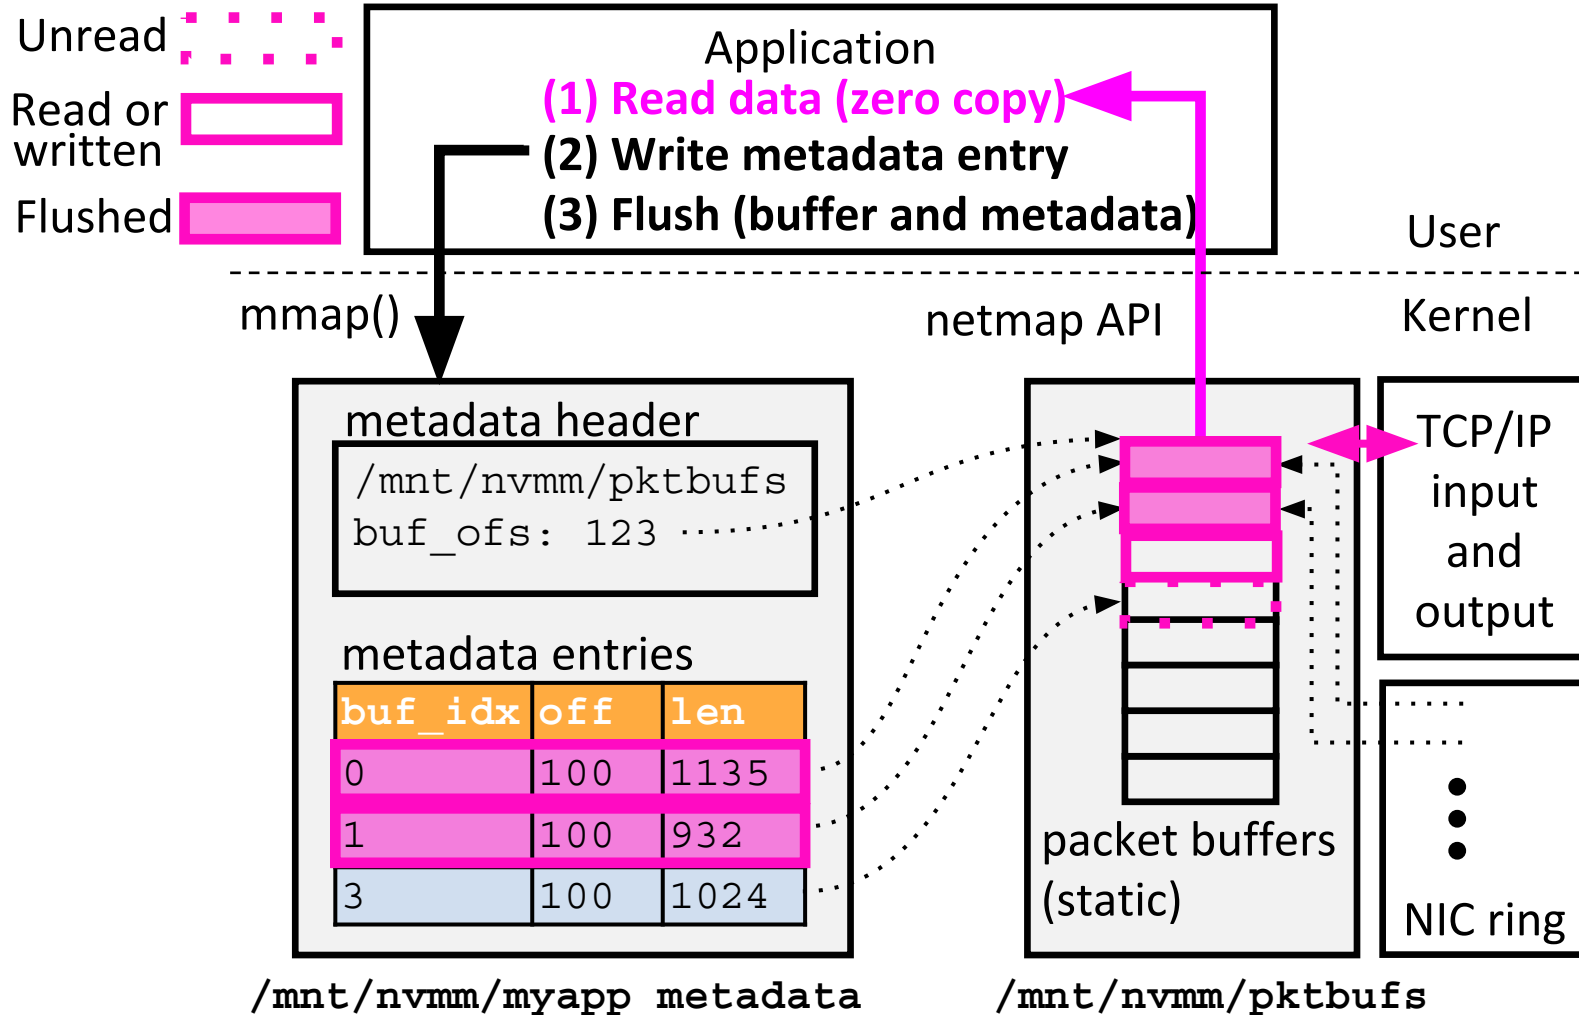 Unread
Read or
written
Flushed
Application
(1) Read data (zero copy)
(2) Write metadata entry
(3) Flush (buffer and metadata)
User
mmap()
netmap API
Kernel
metadata header
/mnt/nvmm/pktbufs
buf_ofs: 123
metadata entries
buf_idx off len
0 100 1135
1 100 932
3 100 1024
/mnt/nvmm/myapp metadata
packet buffers
(static)
/mnt/nvmm/pktbufs
TCP/IP
input
and
output
NIC ring